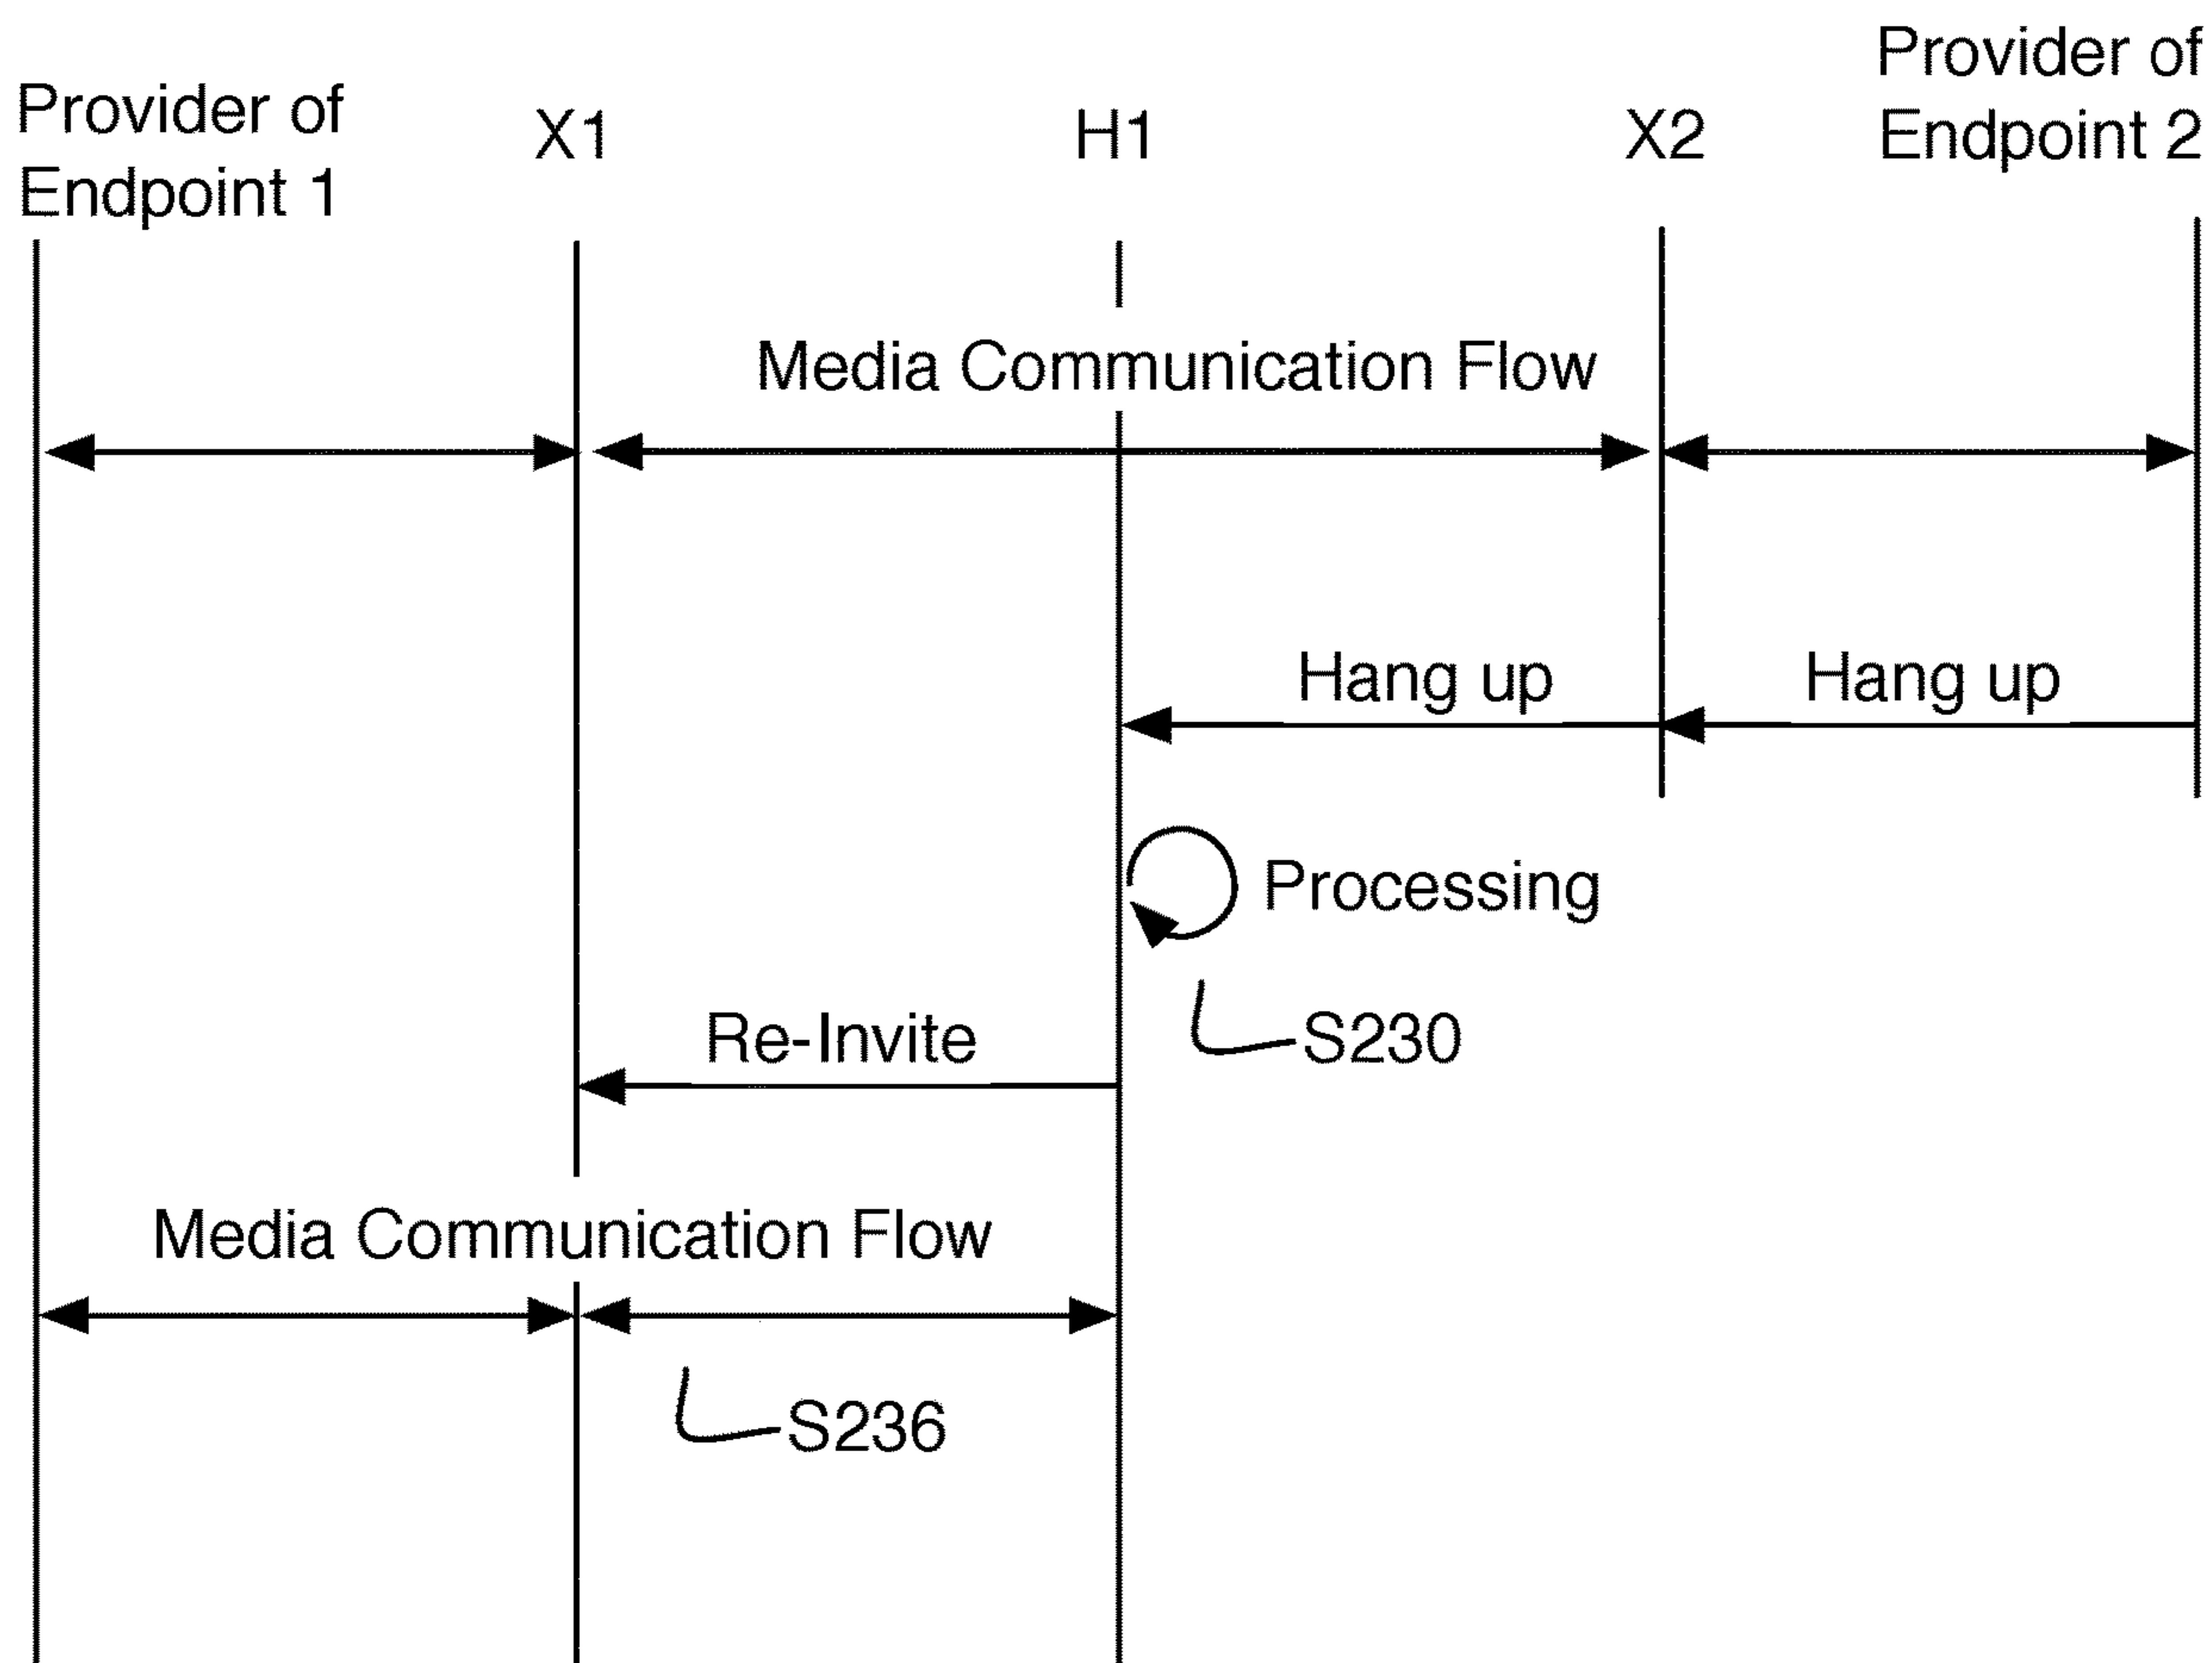 Provider of
Endpoint 1
X1
H1
X2
Provider of
Endpoint 2
Media Communication Flow
Hang up
Hang up
Processing
S230
Re-Invite
Media Communication Flow
S236